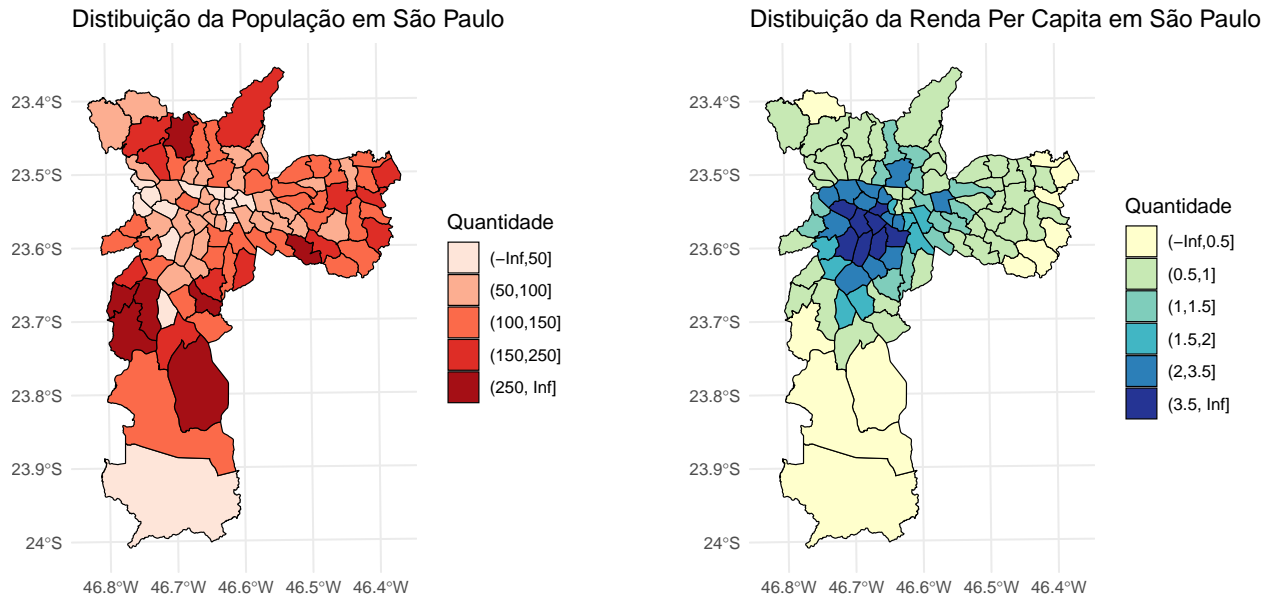 Distibuição da População em São Paulo
23.4°S
23.5°S
23.6°S
23.7°S
23.8°S
23.9°S
24°S
46.8°W 46.7°W 46.6°W 46.5°W 46.4°W
Quantidade
(−Inf,50]
(50,100]
(100,150]
(150,250]
(250, Inf]
Distibuição da Renda Per Capita em São Paulo
23.4°S
23.5°S
23.6°S
23.7°S
23.8°S
23.9°S
24°S
46.8°W 46.7°W 46.6°W 46.5°W 46.4°W
Quantidade
(−Inf,0.5]
(0.5,1]
(1,1.5]
(1.5,2]
(2,3.5]
(3.5, Inf]